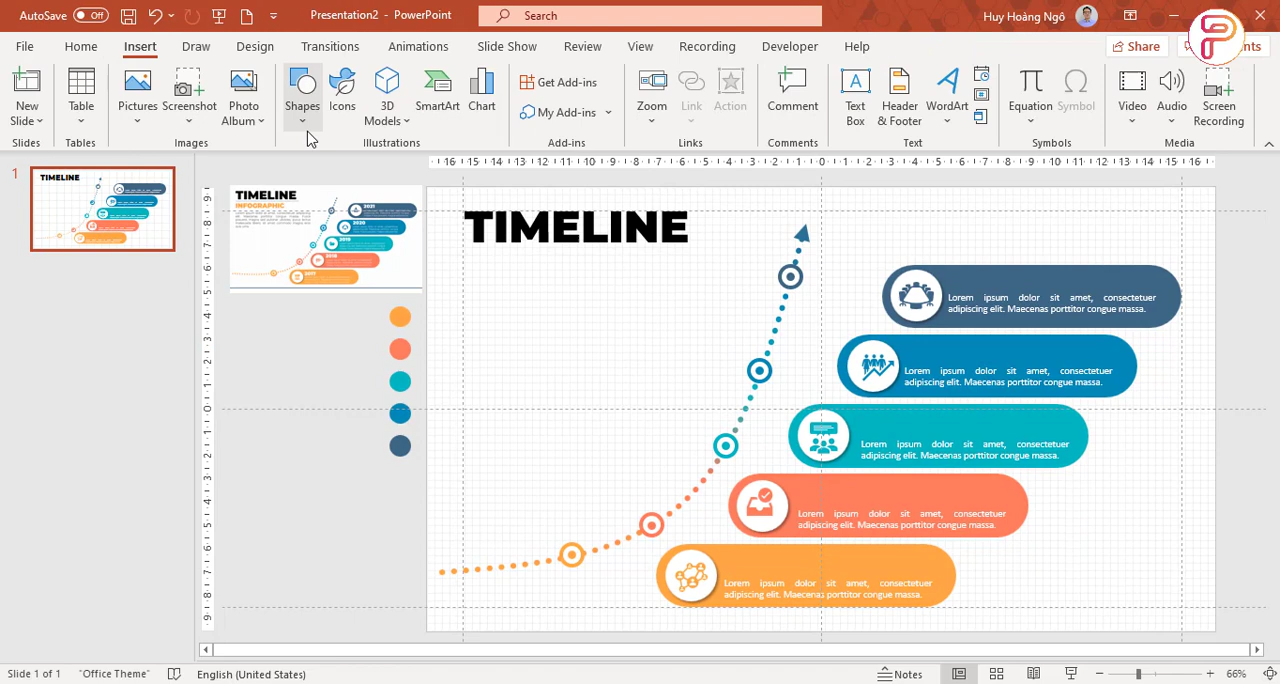 AutoSave Off Presentation2 - PowerPoint Search Huy Hoàng Ngô
File Home Insert Draw Design Transitions Animations Slide Show Review View Recording Developer Help Share
New Slide Table Pictures Screenshot Photo Album Shapes Icons 3D Models SmartArt Chart Get Add-ins My Add-ins Zoom Link Action Comment Text Box Header & Footer WordArt Equation Symbol Video Audio Screen Recording
Slides Tables Images Illustrations Add-ins Links Comments Text Symbols Media
1
TIMELINE
TIMELINE
INFOGRAPHIC
2021
2020
2019
2018
2017
TIMELINE
Lorem ipsum dolor sit amet, consectetuer
adipiscing elit. Maecenas porttitor congue massa.
Lorem ipsum dolor sit amet, consectetuer
adipiscing elit. Maecenas porttitor congue massa.
Lorem ipsum dolor sit amet, consectetuer
adipiscing elit. Maecenas porttitor congue massa.
Lorem ipsum dolor sit amet, consectetuer
adipiscing elit. Maecenas porttitor congue massa.
Lorem ipsum dolor sit amet, consectetuer
adipiscing elit. Maecenas porttitor congue massa.
Slide 1 of 1 "Office Theme" English (United States) Notes 66%